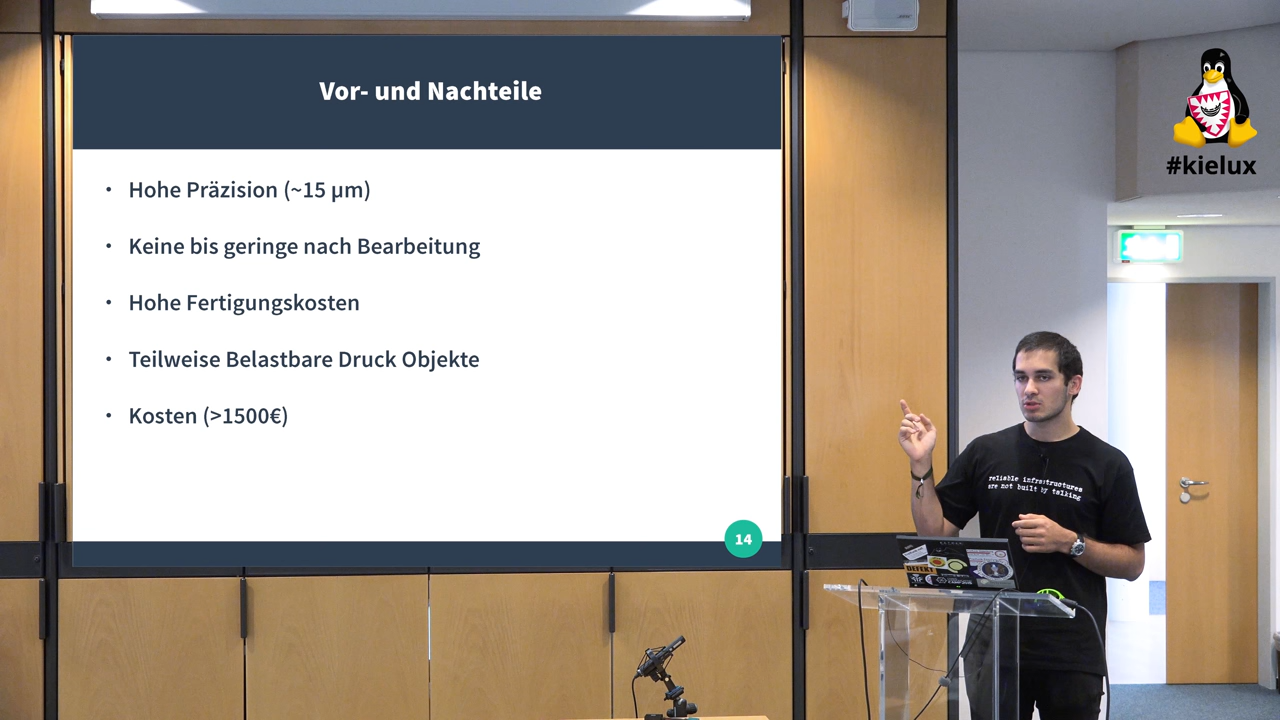 Vor- und Nachteile
• Hohe Präzision (~15 µm)
• Keine bis geringe nach Bearbeitung
• Hohe Fertigungskosten
• Teilweise Belastbare Druck Objekte
• Kosten (>1500€)
14
#kielux
reliable infrastructures
are not built by talking